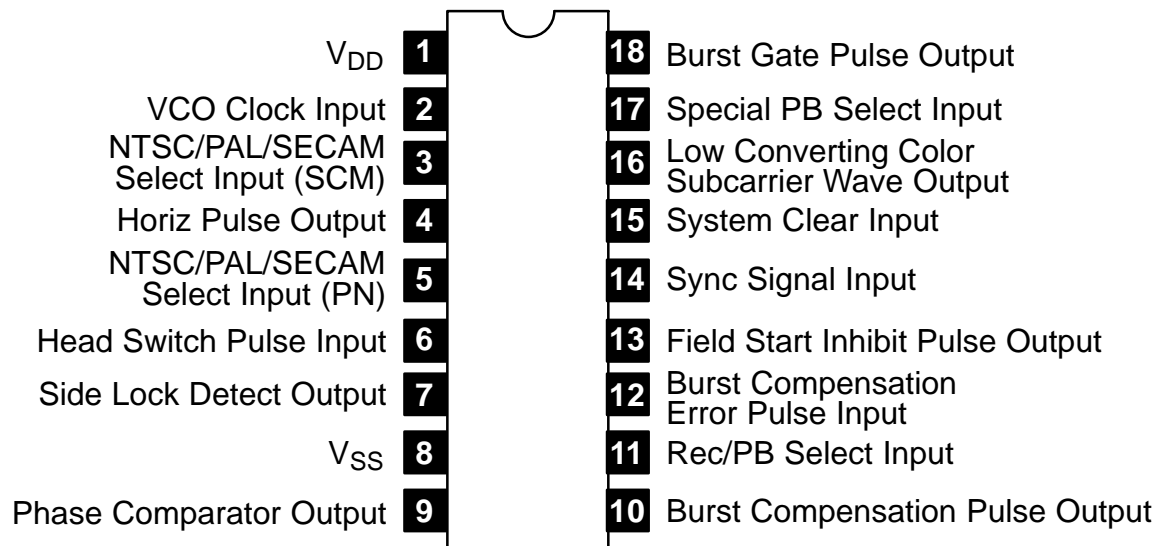 VDD 1 18 Burst Gate Pulse Output
VCO Clock Input 2 17 Special PB Select Input
NTSC/PAL/SECAM
Select Input (SCM) 3 16 Low Converting Color
Subcarrier Wave Output
Horiz Pulse Output 4 15 System Clear Input
NTSC/PAL/SECAM
Select Input (PN) 5 14 Sync Signal Input
Head Switch Pulse Input 6 13 Field Start Inhibit Pulse Output
Side Lock Detect Output 7 12 Burst Compensation
Error Pulse Input
VSS 8 11 Rec/PB Select Input
Phase Comparator Output 9 10 Burst Compensation Pulse Output